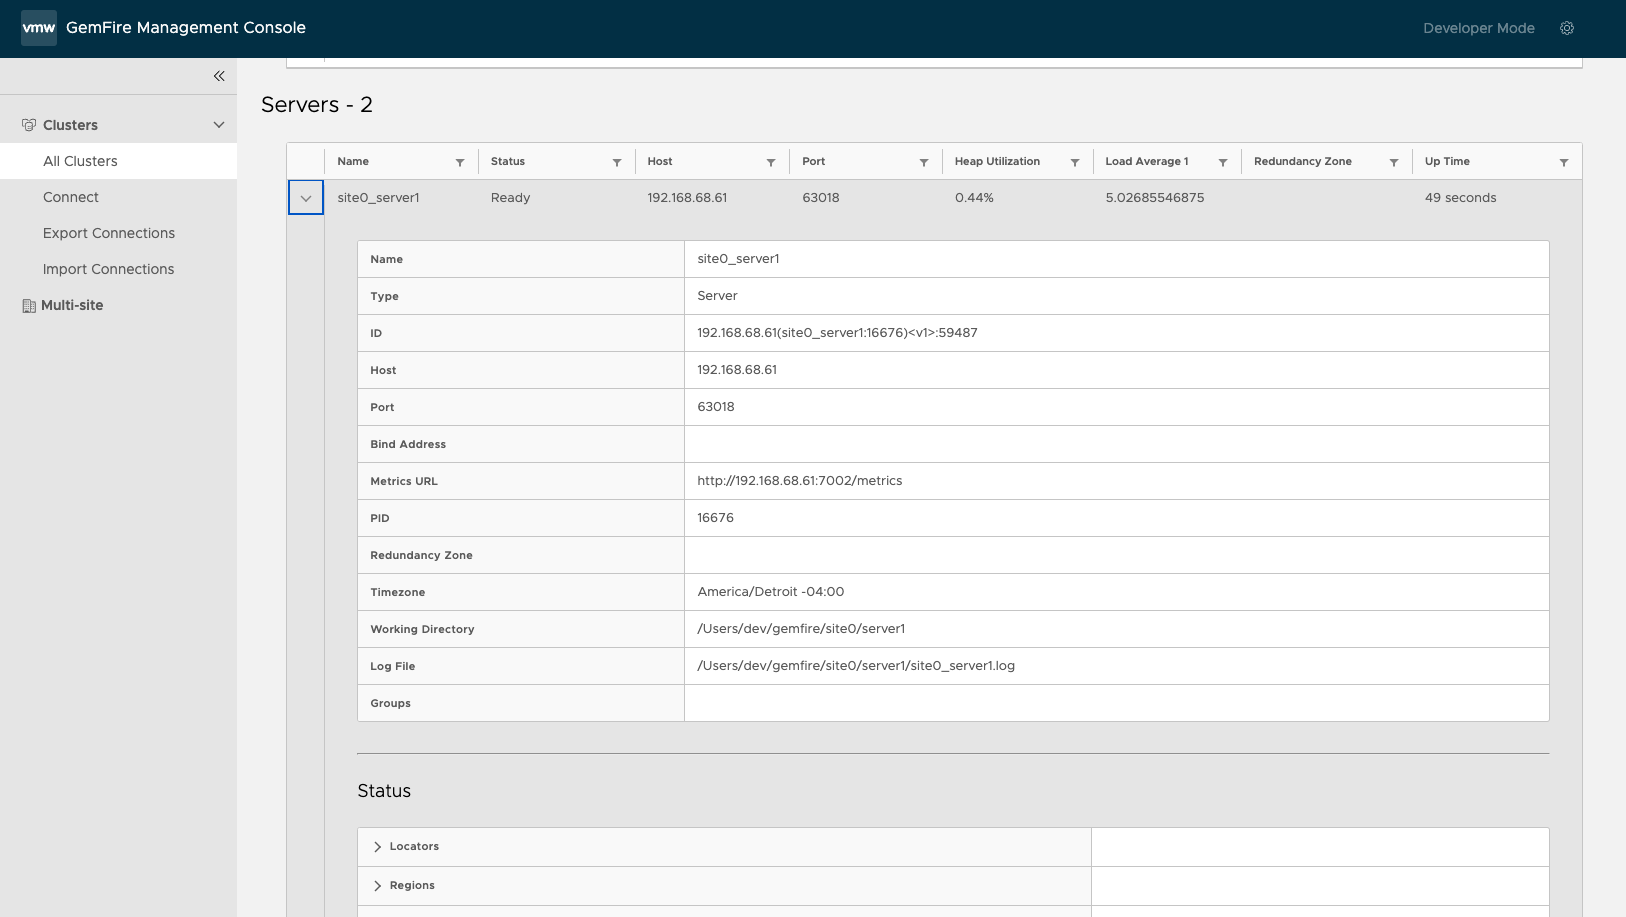 vmw GemFire Management Console Developer Mode
Clusters
All Clusters
Connect
Export Connections
Import Connections
Multi-site
Servers - 2
Name Status Host Port Heap Utilization Load Average 1 Redundancy Zone Up Time
site0_server1 Ready 192.168.68.61 63018 0.44% 5.02685546875 49 seconds
Name site0_server1
Type Server
ID 192.168.68.61(site0_server1:16676)<v1>:59487
Host 192.168.68.61
Port 63018
Bind Address
Metrics URL http://192.168.68.61:7002/metrics
PID 16676
Redundancy Zone
Timezone America/Detroit -04:00
Working Directory /Users/dev/gemfire/site0/server1
Log File /Users/dev/gemfire/site0/server1/site0_server1.log
Groups
Status
Locators
Regions